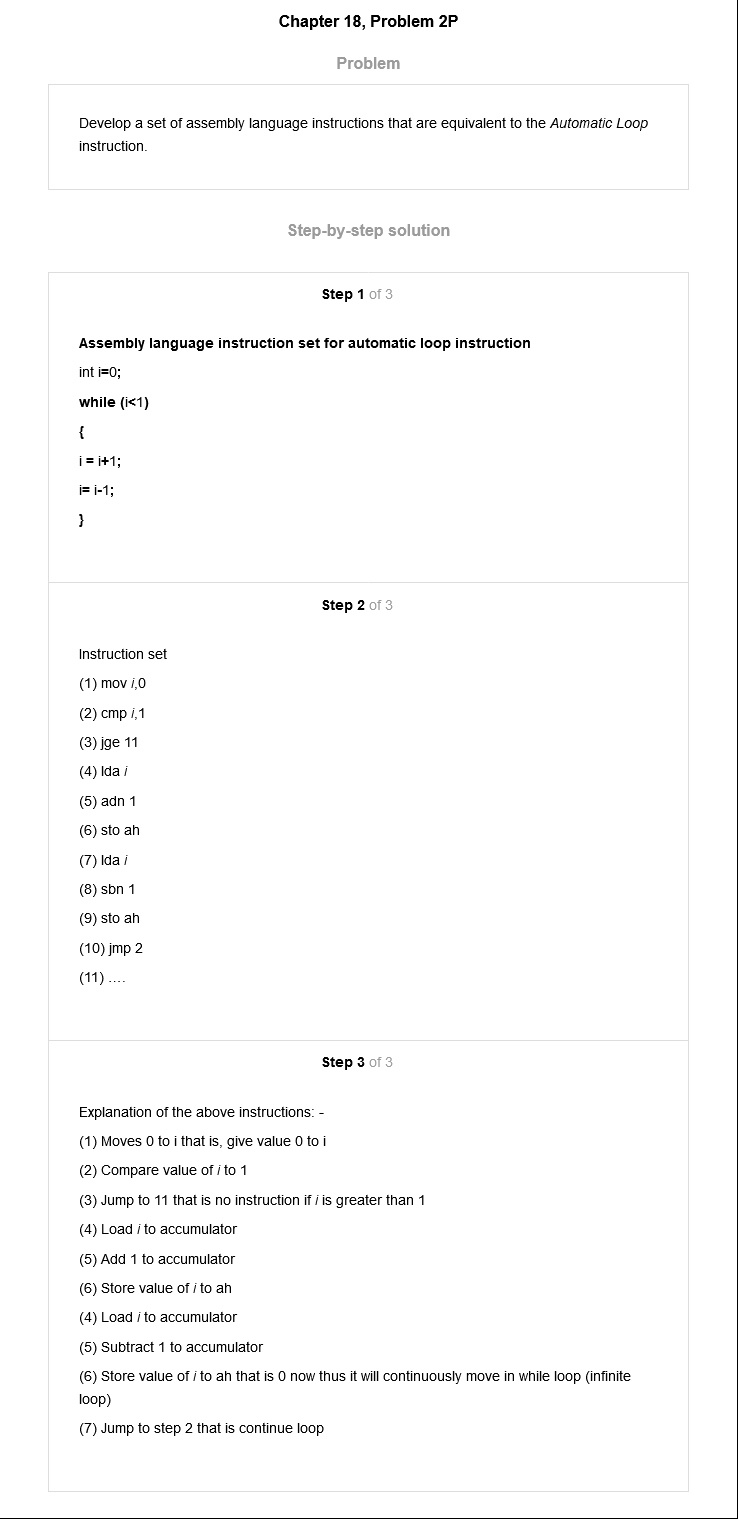 Chapter 18, Problem 2P
Problem
Develop a set of assembly language instructions that are equivalent to the Automatic Loop
instruction.
Step-by-step solution
Step 1 of 3
Assembly language instruction set for automatic loop instruction
int i=0;
while (i<1)
{
i = i+1;
i= i-1;
}
Step 2 of 3
Instruction set
(1) mov i,0
(2) cmp i,1
(3) jge 11
(4) lda i
(5) adn 1
(6) sto ah
(7) lda i
(8) sbn 1
(9) sto ah
(10) jmp 2
(11) ....
Step 3 of 3
Explanation of the above instructions: -
(1) Moves 0 to i that is, give value 0 to i
(2) Compare value of i to 1
(3) Jump to 11 that is no instruction if i is greater than 1
(4) Load i to accumulator
(5) Add 1 to accumulator
(6) Store value of i to ah
(4) Load i to accumulator
(5) Subtract 1 to accumulator
(6) Store value of i to ah that is 0 now thus it will continuously move in while loop (infinite
loop)
(7) Jump to step 2 that is continue loop